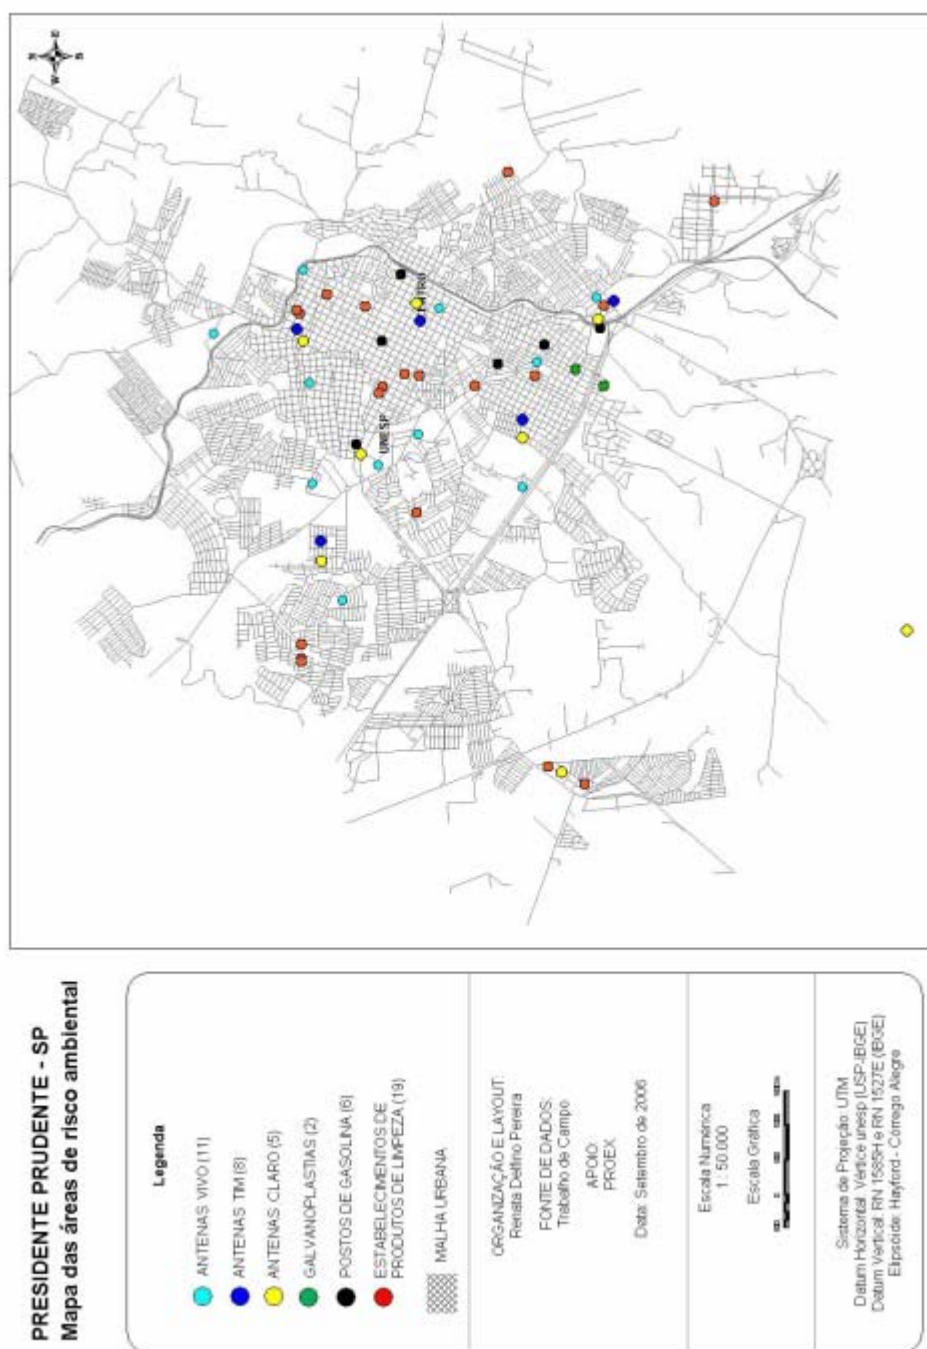 PRESIDENTE PRUDENTE - SP
Mapa das áreas de risco ambiental
Legenda
ANTENAS VIVO (11)
ANTENAS TIM (8)
ANTENAS CLARO (5)
GALVANOPLASTIAS (2)
POSTOS DE GASOLINA (6)
ESTABELECIMENTOS DE
PRODUTOS DE LIMPEZA (19)
MALHA URBANA
ORGANIZAÇÃO E LAYOUT:
Renata Delfino Pereira
FONTE DE DADOS:
Trabalho de Campo
APOIO:
PROEX
Data: Setembro de 2006
Escala Numérica
1 : 50.000
Escala Gráfica
Sistema de Projeção: UTM
Datum Horizontal: Vértice unesp (USP-IBGE)
Datum Vertical: RN 1585H e RN 1527E (IBGE)
Elipsóide: Hayford - Córrego Alegre
N
E
S
W
UNESP